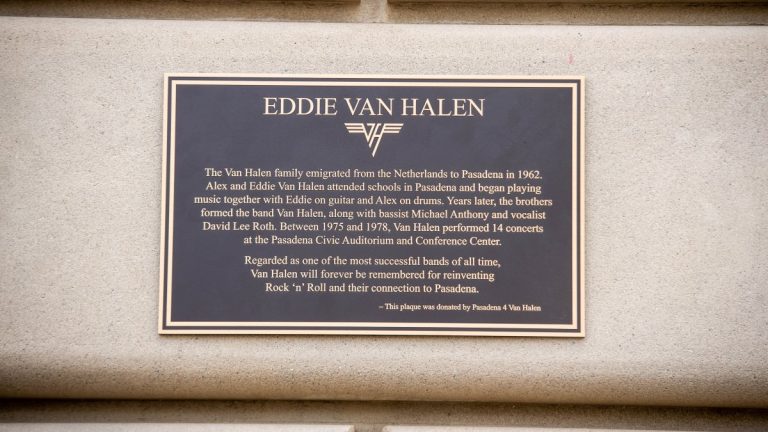 EDDIE VAN HALEN
VH
The Van Halen family emigrated from the Netherlands to Pasadena in 1962.
Alex and Eddie Van Halen attended schools in Pasadena and began playing
music together with Eddie on guitar and Alex on drums. Years later, the brothers
formed the band Van Halen, along with bassist Michael Anthony and vocalist
David Lee Roth. Between 1975 and 1978, Van Halen performed 14 concerts
at the Pasadena Civic Auditorium and Conference Center.
Regarded as one of the most successful bands of all time,
Van Halen will forever be remembered for reinventing
Rock ‘n’ Roll and their connection to Pasadena.
– This plaque was donated by Pasadena 4 Van Halen